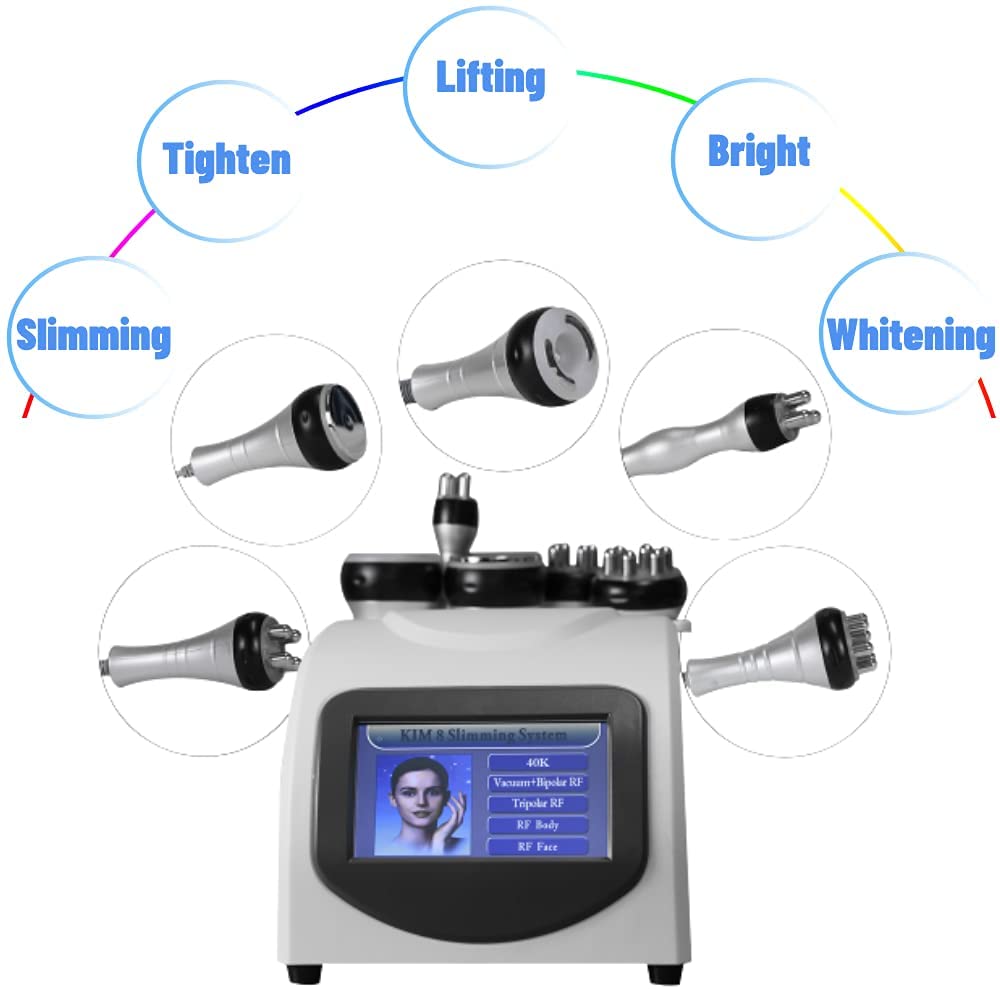 Lifting
Tighten
Bright
Slimming
Whitening
KIM 8 Slimming System
40K
Vacuum+Bipolar RF
Tripolar RF
RF Body
RF Face